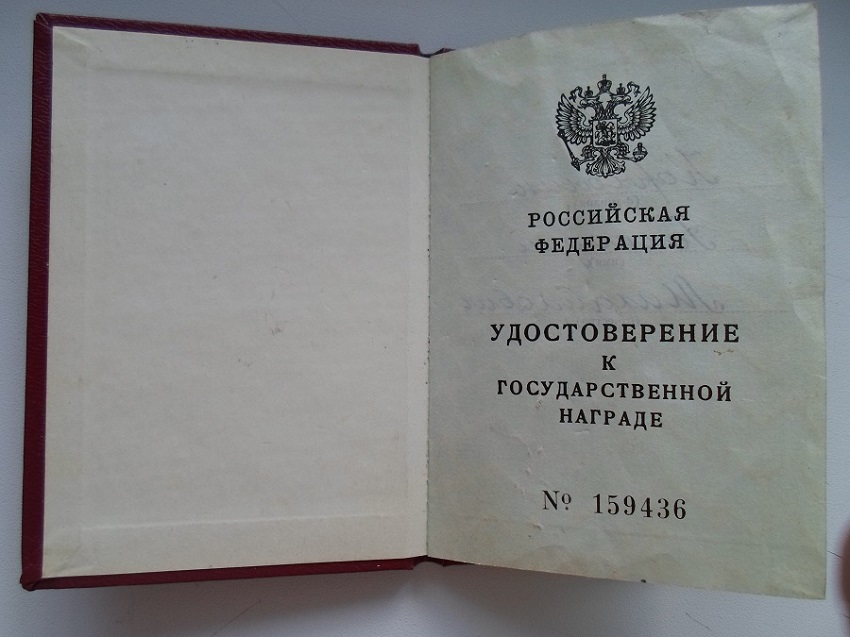 РОССИЙСКАЯ
ФЕДЕРАЦИЯ
УДОСТОВЕРЕНИЕ
К
ГОСУДАРСТВЕННОЙ
НАГРАДЕ
№ 159436